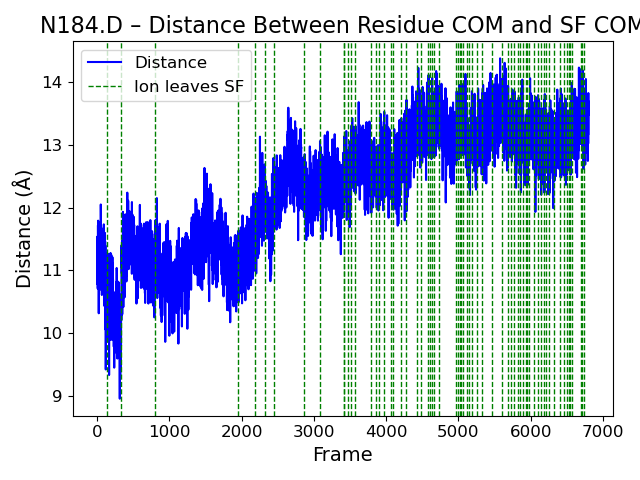 N184.D – Distance Between Residue COM and SF COM
Distance
Ion leaves SF
14
13
12
11
10
9
Distance (Å)
0 1000 2000 3000 4000 5000 6000 7000
Frame